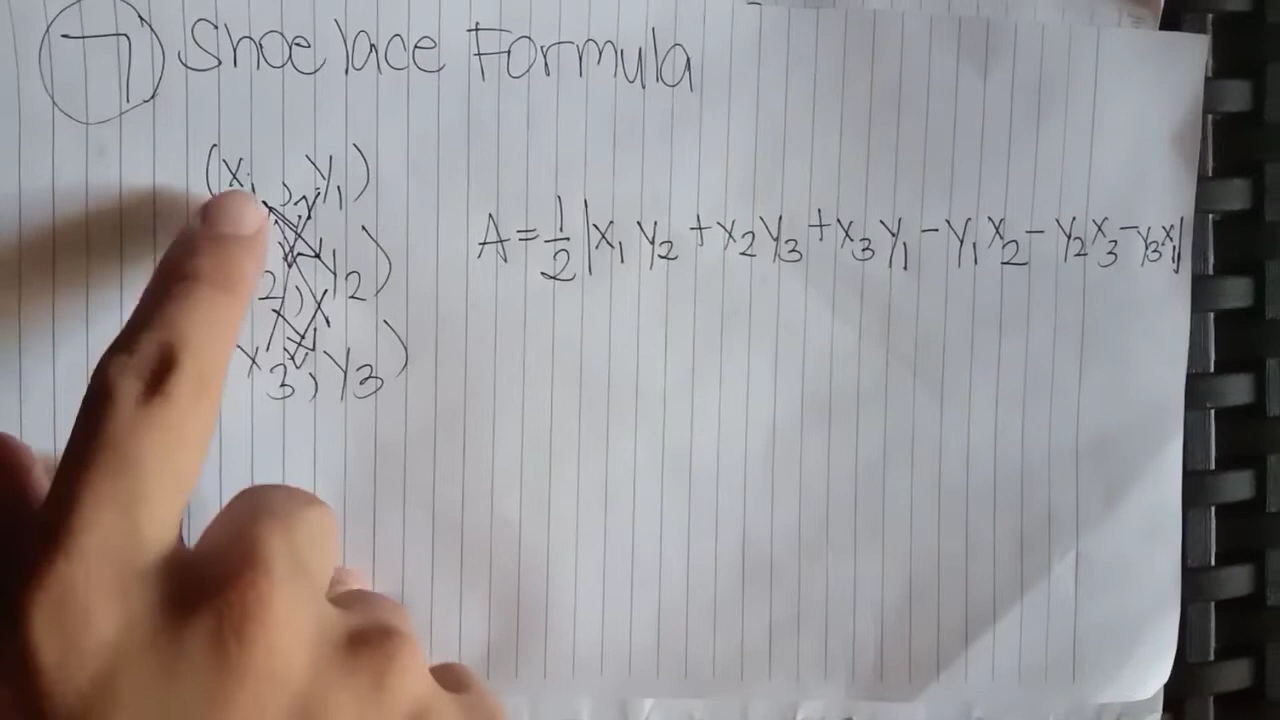 7 Shoelace Formula
(x₁, y₁)
A = 1/2 |x₁ y₂ + x₂ y₃ + x₃ y₁ - y₁ x₂ - y₂ x₃ - y₃ x₁|
₂, y₂)
x₃, y₃)